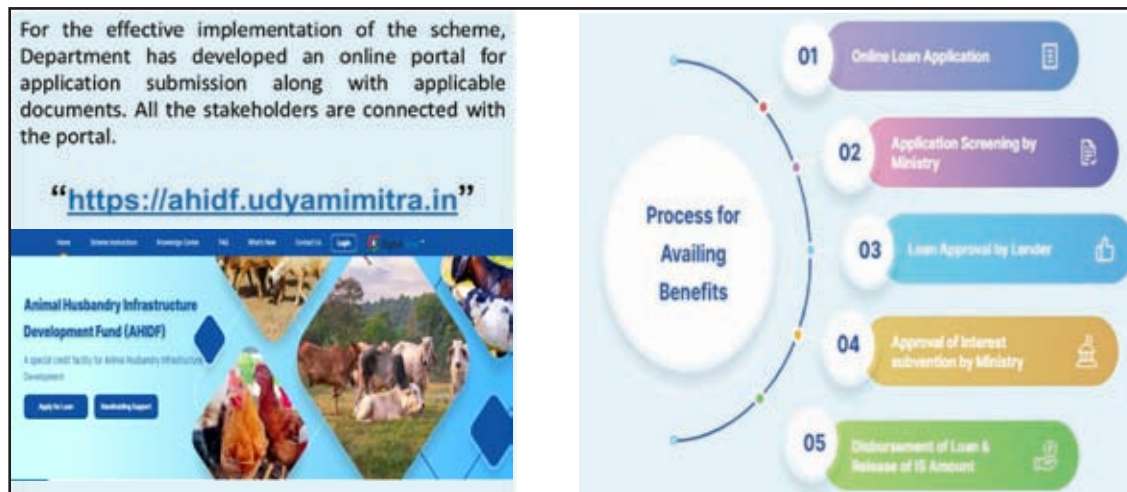 For the effective implementation of the scheme,
Department has developed an online portal for
application submission along with applicable
documents. All the stakeholders are connected with
the portal.
“https://ahidf.udyamimitra.in”
Home Scheme Instructions Knowledge Center FAQ What's New Contact Us Login
Animal Husbandry Infrastructure
Development Fund (AHIDF)
A special credit facility for Animal Husbandry Infrastructure
Development
Apply for Loan Handholding Support
Process for
Availing
Benefits
01 Online Loan Application
02 Application Screening by
Ministry
03 Loan Approval by Lender
04 Approval of Interest
subvention by Ministry
05 Disbursement of Loan &
Release of IS Amount